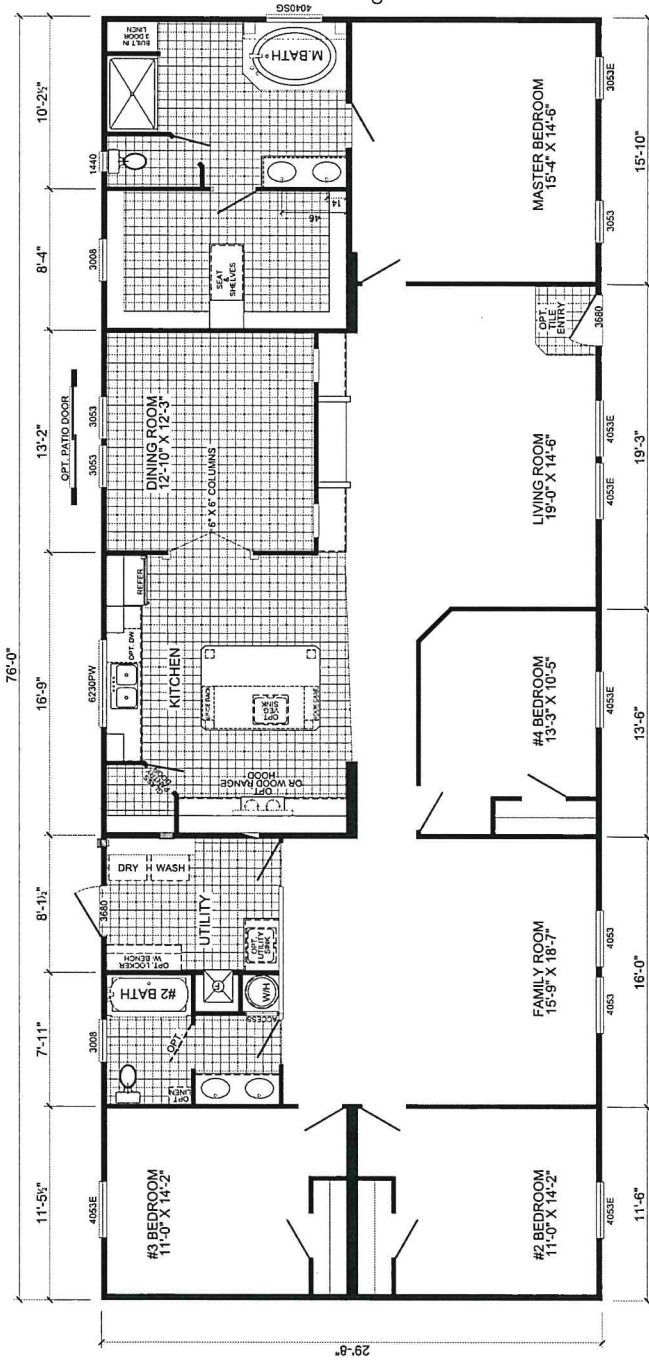 76'-0"
11'-5½"
7'-11"
8'-1½"
16'-9"
13'-2"
8'-4"
10'-2½"
OPT. PATIO DOOR
4053E
3008
3680
6230PW
3053
3053
3008
1440
4040SG
29'-8"
#3 BEDROOM
11'-0" X 14'-2"
#2 BATH
OPT.
OPT
LINEN
ACCESS
W/H
F
OPT. LOCKER
W. BENCH
UTILITY
OPT.
UTILITY
SINK
DRY
WASH
OPT. DW
REFER
KITCHEN
SPICE RACK
OPT
VEG
SINK
OPT
OR WOOD RANGE
HOOD
6" X 6" COLUMNS
DINING ROOM
12'-10" X 12'-3"
SEAT
&
SHELVES
46
14
BUILT IN
3 DOOR
LINEN
M.BATH
#2 BEDROOM
11'-0" X 14'-2"
FAMILY ROOM
15'-9" X 18'-7"
#4 BEDROOM
13'-3" X 10'-5"
LIVING ROOM
19'-0" X 14'-6"
OPT.
TILE
ENTRY
MASTER BEDROOM
15'-4" X 14'-6"
4053E
4053
4053
4053E
4053E
4053E
3680
3053
3053E
11'-6"
16'-0"
13'-6"
19'-3"
15'-10"